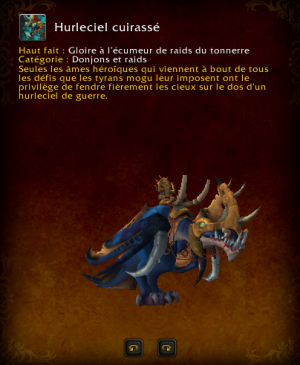 Hurleciel cuirassé
Haut fait : Gloire à l'écumeur de raids du tonnerre
Catégorie : Donjons et raids
Seules les âmes héroïques qui viennent à bout de tous
les défis que les tyrans mogu leur imposent ont le
privilège de fendre fièrement les cieux sur le dos d'un
hurleciel de guerre.